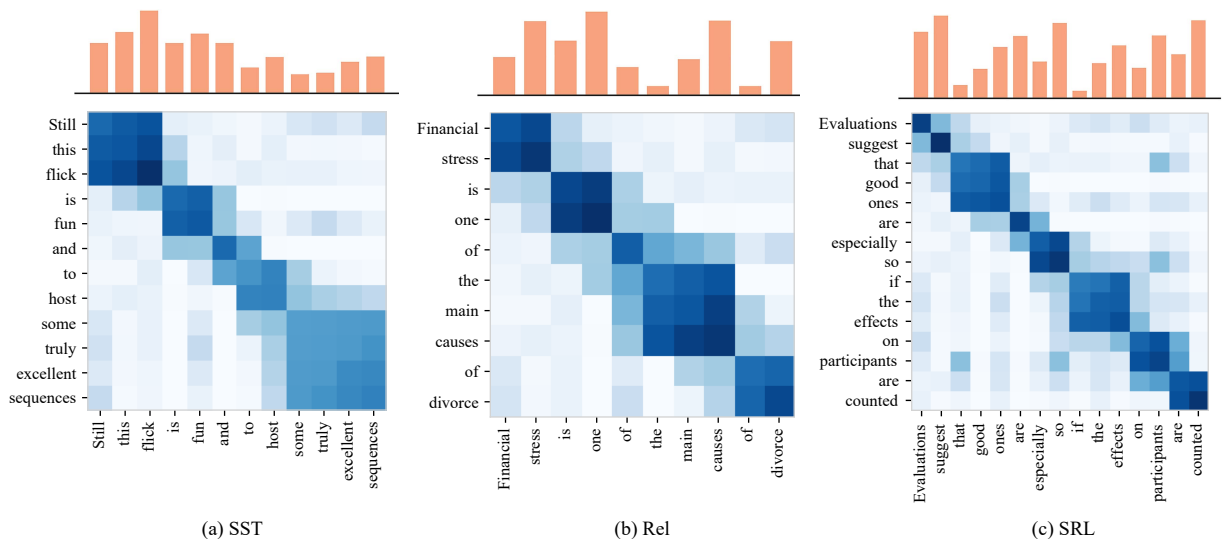 Still
this
flick
is
fun
and
to
host
some
truly
excellent
sequences
Still
this
flick
is
fun
and
to
host
some
truly
excellent
sequences
(a) SST
Financial
stress
is
one
of
the
main
causes
of
divorce
Financial
stress
is
one
of
the
main
causes
of
divorce
(b) Rel
Evaluations
suggest
that
good
ones
are
especially
so
if
the
effects
on
participants
are
counted
Evaluations
suggest
that
good
ones
are
especially
so
if
the
effects
on
participants
are
counted
(c) SRL